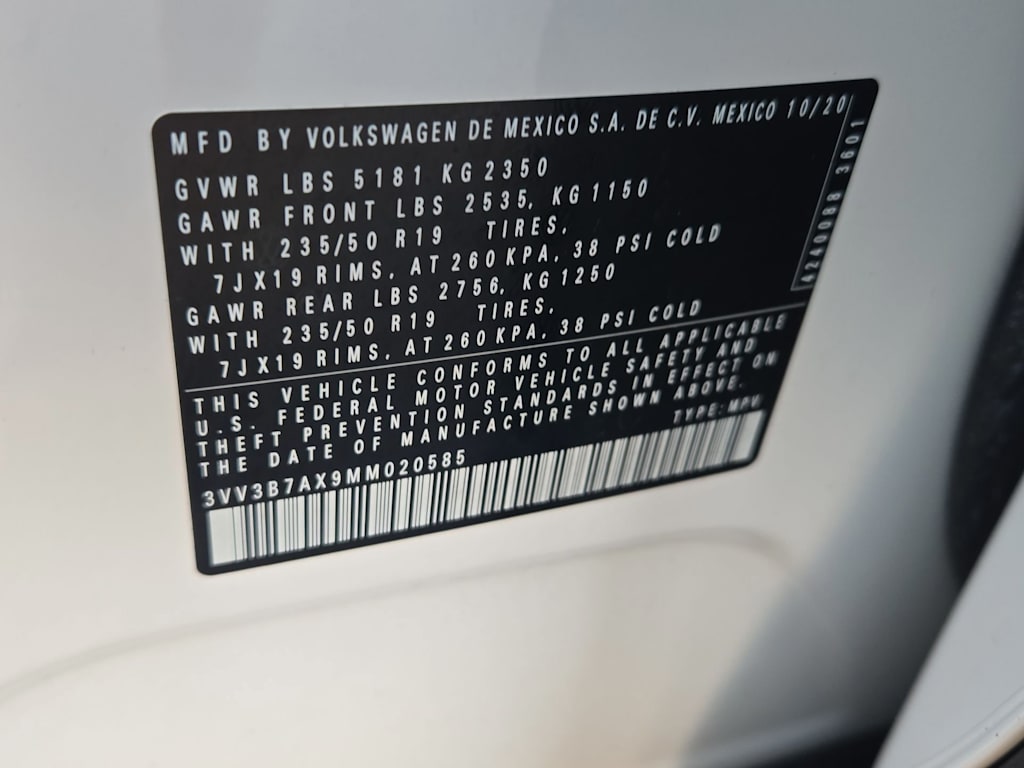 MFD BY VOLKSWAGEN DE MEXICO S.A. DE C.V. MEXICO 10/20
GVWR LBS 5181 KG 2350
GAWR FRONT LBS 2535, KG 1150
WITH 235/50 R19 TIRES,
7JX19 RIMS, AT 260 KPA, 38 PSI COLD
GAWR REAR LBS 2756, KG 1250
WITH 235/50 R19 TIRES,
7JX19 RIMS, AT 260 KPA, 38 PSI COLD
4240088 3601
THIS VEHICLE CONFORMS TO ALL APPLICABLE
U.S. FEDERAL MOTOR VEHICLE SAFETY AND
THEFT PREVENTION STANDARDS IN EFFECT ON
THE DATE OF MANUFACTURE SHOWN ABOVE.
3VV3B7AX9MM020585 TYPE: MPV